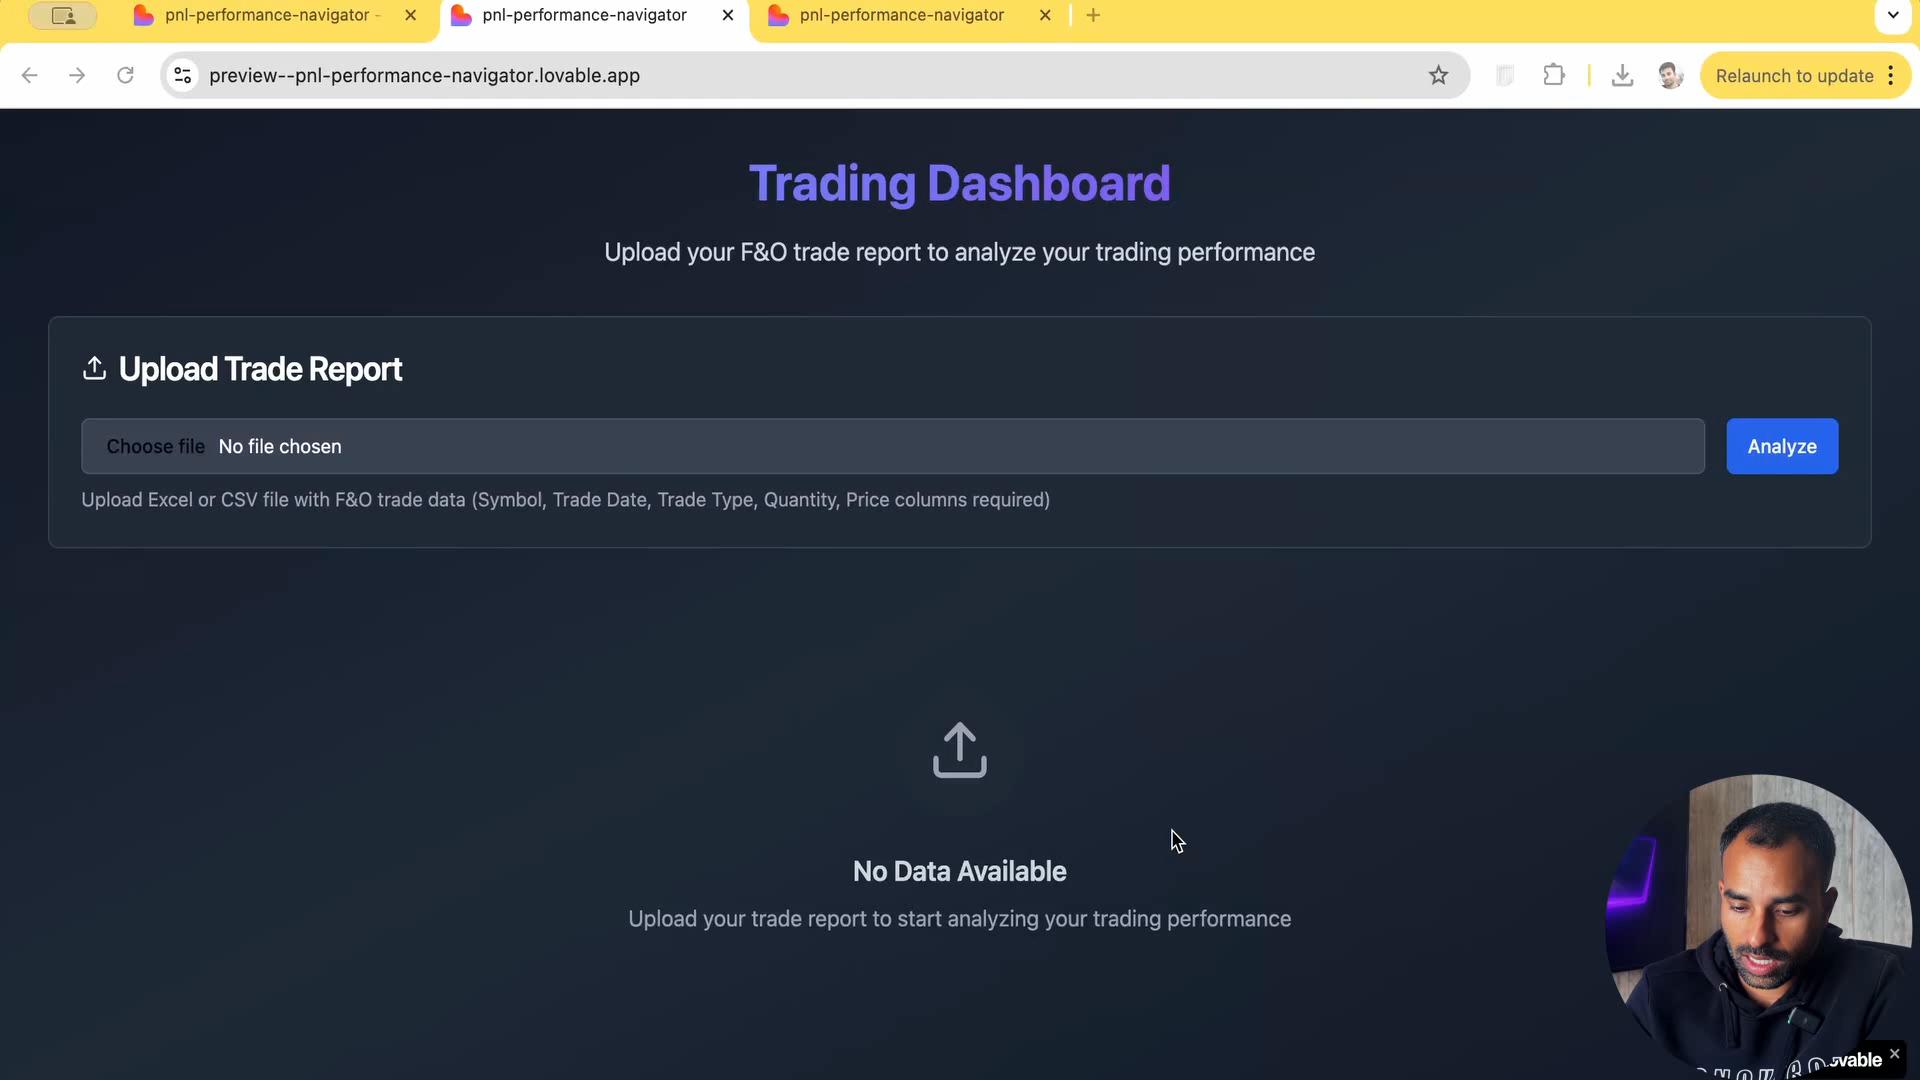 pnl-performance-navigator -
pnl-performance-navigator
pnl-performance-navigator
preview--pnl-performance-navigator.lovable.app
Relaunch to update
Trading Dashboard
Upload your F&O trade report to analyze your trading performance
Upload Trade Report
Choose file No file chosen
Analyze
Upload Excel or CSV file with F&O trade data (Symbol, Trade Date, Trade Type, Quantity, Price columns required)
No Data Available
Upload your trade report to start analyzing your trading performance